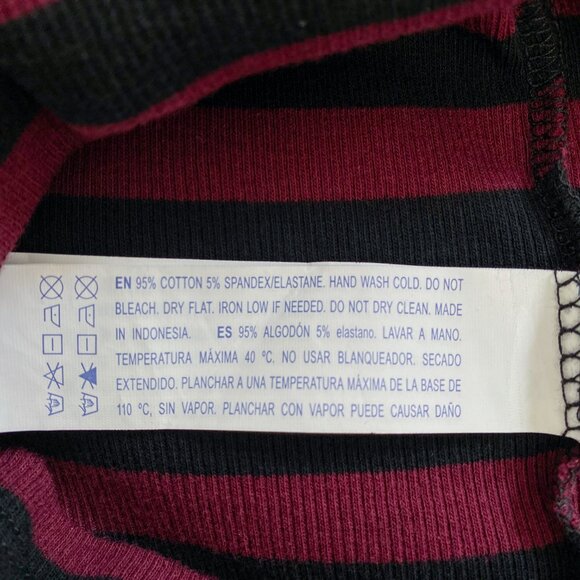 EN 95% COTTON 5% SPANDEX/ELASTANE. HAND WASH COLD. DO NOT
BLEACH. DRY FLAT. IRON LOW IF NEEDED. DO NOT DRY CLEAN. MADE
IN INDONESIA. ES 95% ALGODÓN 5% elastano. LAVAR A MANO.
TEMPERATURA MÁXIMA 40 ºC. NO USAR BLANQUEADOR. SECADO
EXTENDIDO. PLANCHAR A UNA TEMPERATURA MÁXIMA DE LA BASE DE
110 ºC, SIN VAPOR. PLANCHAR CON VAPOR PUEDE CAUSAR DAÑO